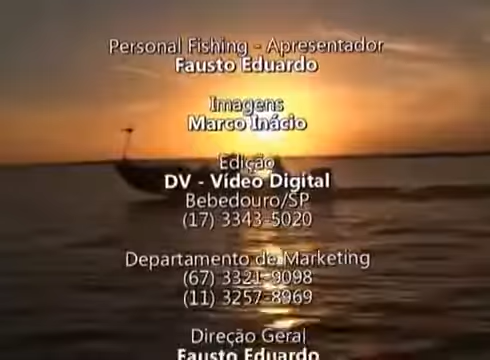 Personal Fishing - Apresentador
Fausto Eduardo
Imagens
Marco Inácio
Edição
DV - Vídeo Digital
Bebedouro/SP
(17) 3343-5020
Departamento de Marketing
(67) 3321-9098
(11) 3257-8969
Direção Geral
Fausto Eduardo